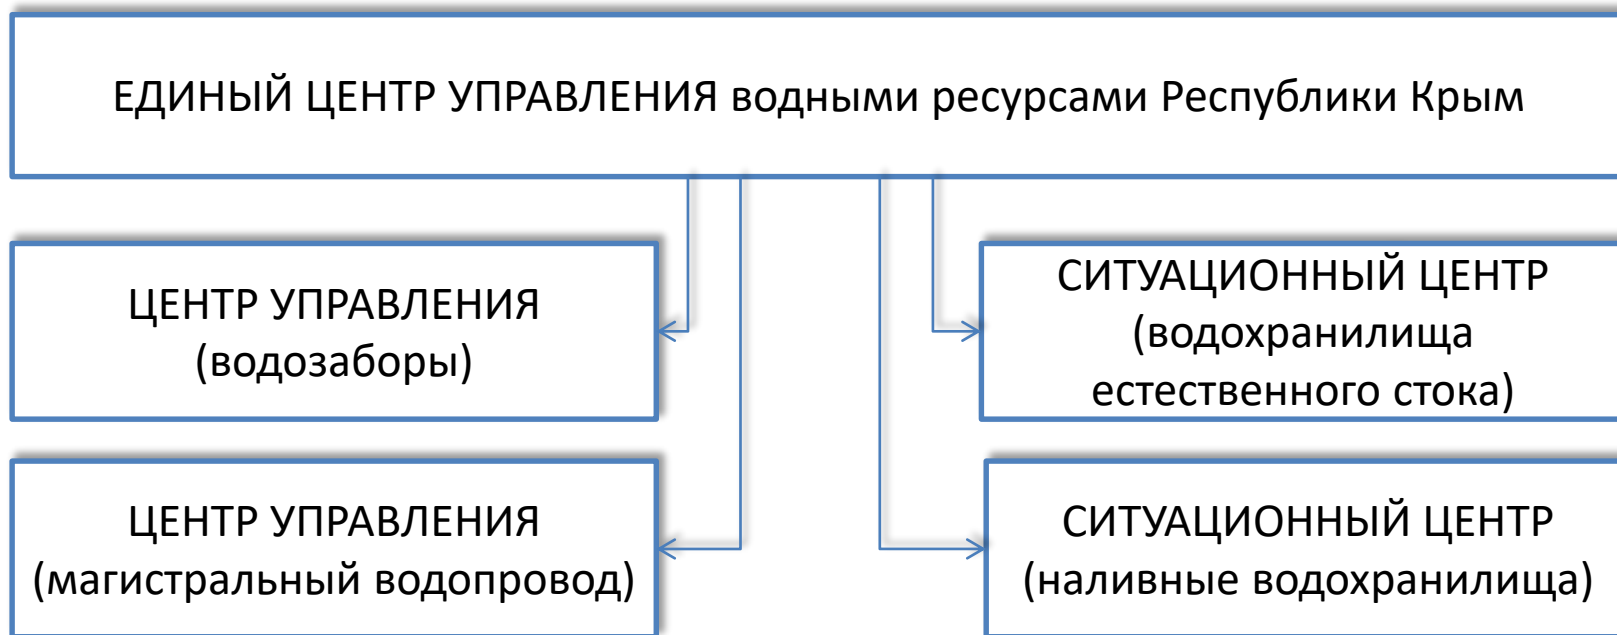 ЕДИНЫЙ ЦЕНТР УПРАВЛЕНИЯ водными ресурсами Республики Крым
ЦЕНТР УПРАВЛЕНИЯ
(водозаборы)
СИТУАЦИОННЫЙ ЦЕНТР
(водохранилища
естественного стока)
ЦЕНТР УПРАВЛЕНИЯ
(магистральный водопровод)
СИТУАЦИОННЫЙ ЦЕНТР
(наливные водохранилища)